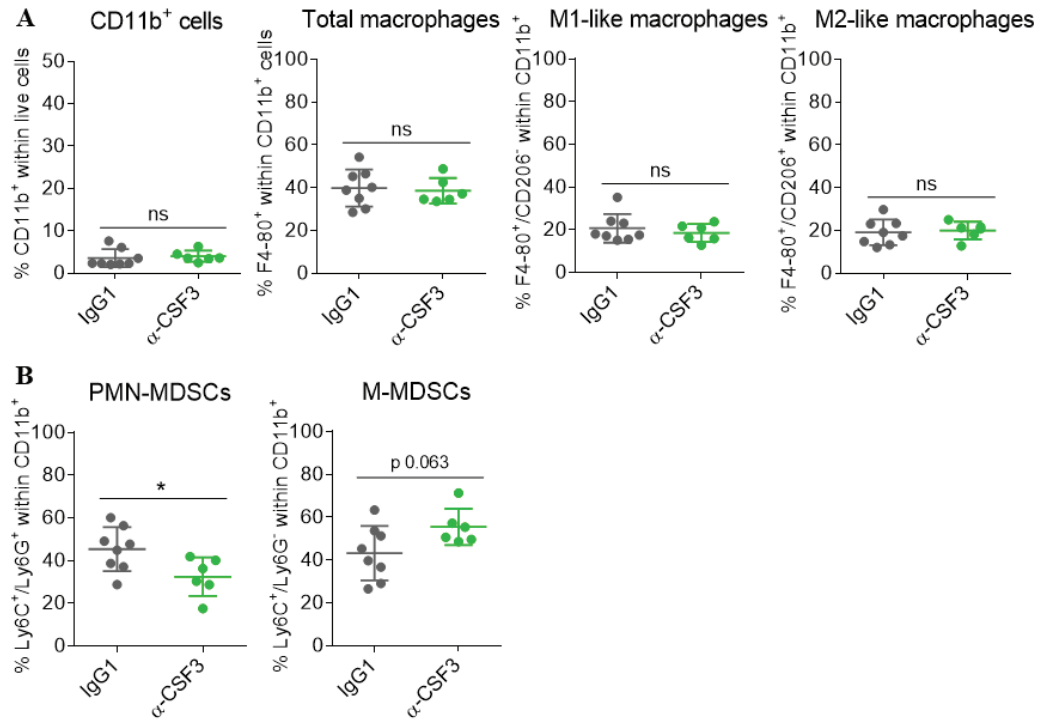 A
CD11b⁺ cells
% CD11b⁺ within live cells
50
40
30
20
10
0
ns
IgG1
α-CSF3
Total macrophages
% F4-80⁺ within CD11b⁺ cells
100
80
60
40
20
0
ns
IgG1
α-CSF3
M1-like macrophages
% F4-80⁺/CD206⁻ within CD11b⁺
100
80
60
40
20
0
ns
IgG1
α-CSF3
M2-like macrophages
% F4-80⁺/CD206⁺ within CD11b⁺
100
80
60
40
20
0
ns
IgG1
α-CSF3
B
PMN-MDSCs
% Ly6C⁺/Ly6G⁺ within CD11b⁺
100
80
60
40
20
0
*
IgG1
α-CSF3
M-MDSCs
% Ly6C⁺/Ly6G⁻ within CD11b⁺
100
80
60
40
20
0
p 0.063
IgG1
α-CSF3